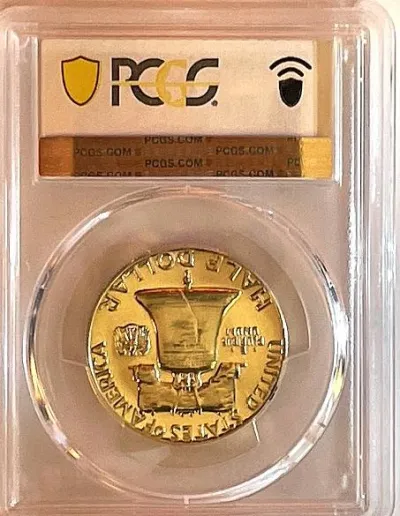 PCGS
PCGS.COM
PCGS.COM PCGS.COM
PCGS.COM
UNITED STATES OF AMERICA
HALF DOLLAR